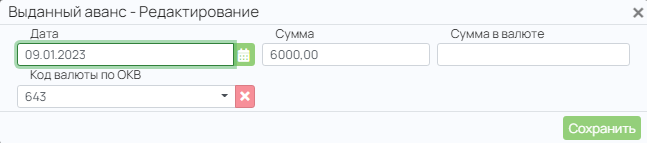 Выданный аванс - Редактирование
Дата Сумма Сумма в валюте
09.01.2023 6000,00
Код валюты по ОКВ
643
Сохранить